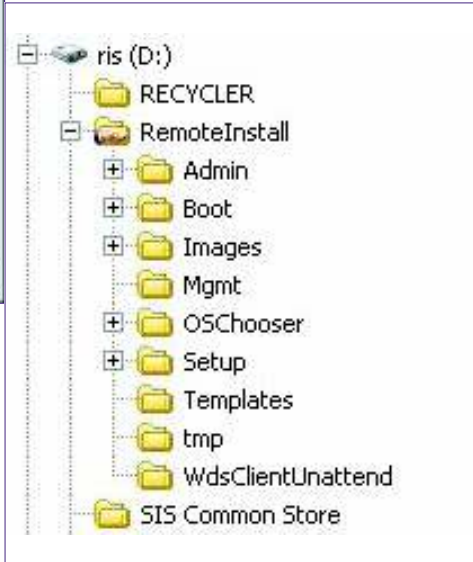 ris (D:)
RECYCLER
RemoteInstall
Admin
Boot
Images
Mgmt
OSChooser
Setup
Templates
tmp
WdsClientUnattend
SIS Common Store